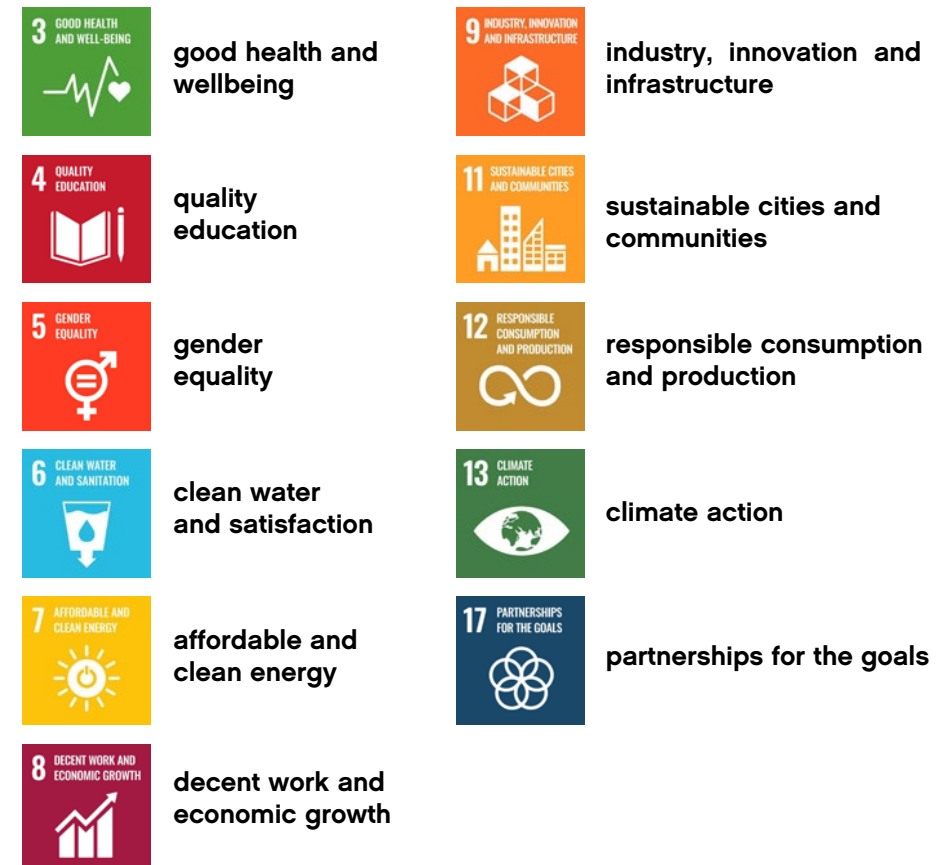 3 GOOD HEALTH
AND WELL-BEING
good health and
wellbeing
4 QUALITY
EDUCATION
quality
education
5 GENDER
EQUALITY
gender
equality
6 CLEAN WATER
AND SANITATION
clean water
and satisfaction
7 AFFORDABLE AND
CLEAN ENERGY
affordable and
clean energy
8 DECENT WORK AND
ECONOMIC GROWTH
decent work and
economic growth
9 INDUSTRY, INNOVATION
AND INFRASTRUCTURE
industry, innovation and
infrastructure
11 SUSTAINABLE CITIES
AND COMMUNITIES
sustainable cities and
communities
12 RESPONSIBLE
CONSUMPTION
AND PRODUCTION
responsible consumption
and production
13 CLIMATE
ACTION
climate action
17 PARTNERSHIPS
FOR THE GOALS
partnerships for the goals